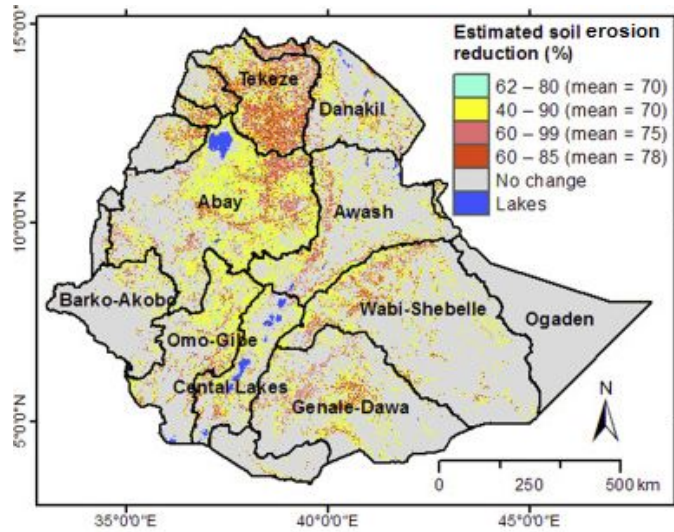 15°0'0"N
10°0'0"N
5°0'0"N
Estimated soil erosion
reduction (%)
62 – 80 (mean = 70)
40 – 90 (mean = 70)
60 – 99 (mean = 75)
60 – 85 (mean = 78)
No change
Lakes
Tekeze
Danakil
Abay
Awash
Barko-Akobo
Wabi-Shebelle
Ogaden
Omo-Gibe
Cental Lakes
Genale-Dawa
N
0 250 500 km
35°0'0"E 40°0'0"E 45°0'0"E